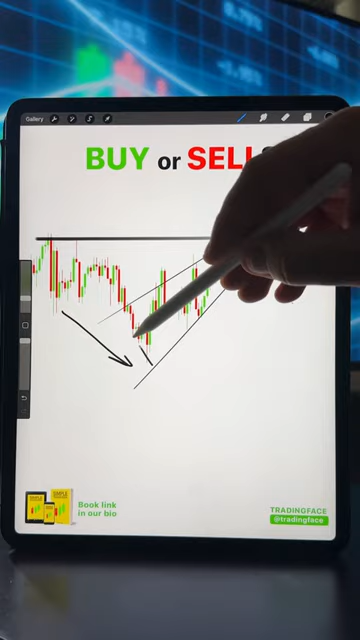 Gallery
BUY or SELL
Book link
in our bio
TRADINGFACE
@tradingface